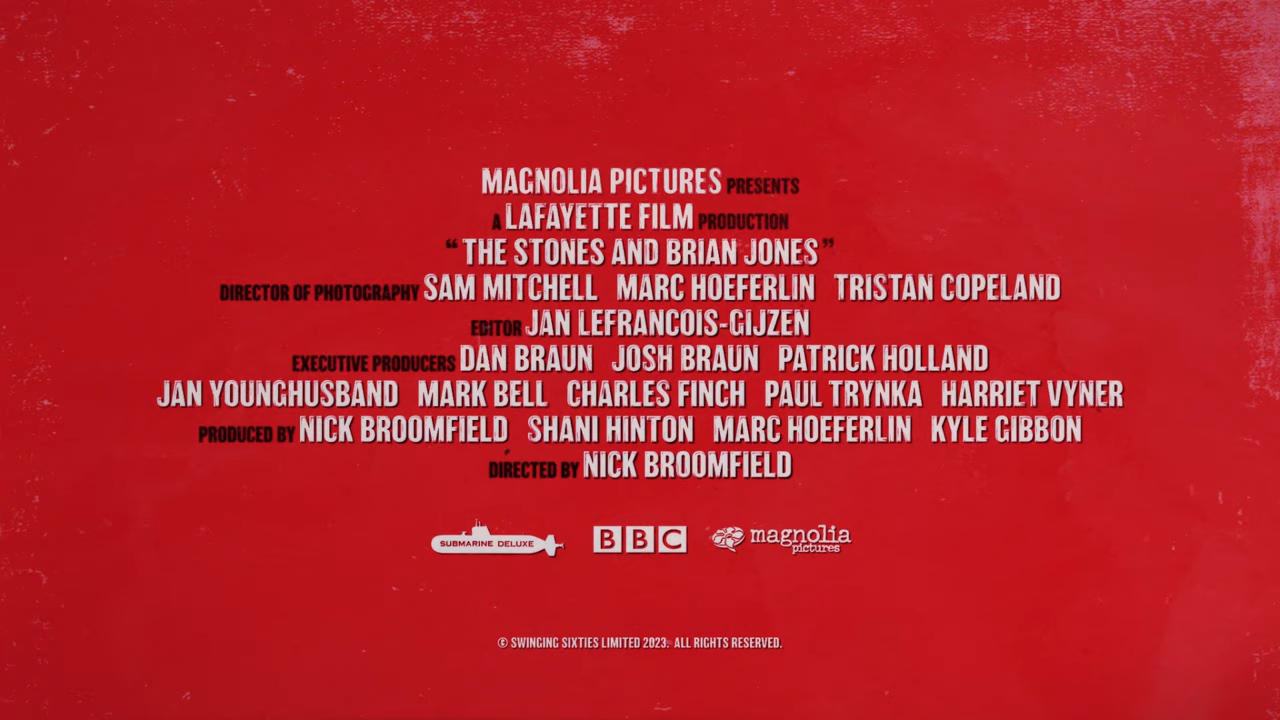 MAGNOLIA PICTURES PRESENTS
A LAFAYETTE FILM PRODUCTION
“THE STONES AND BRIAN JONES”
DIRECTOR OF PHOTOGRAPHY SAM MITCHELL MARC HOEFERLIN TRISTAN COPELAND
EDITOR JAN LEFRANCOIS-GIJZEN
EXECUTIVE PRODUCERS DAN BRAUN JOSH BRAUN PATRICK HOLLAND
JAN YOUNGHUSBAND MARK BELL CHARLES FINCH PAUL TRYNKA HARRIET VYNER
PRODUCED BY NICK BROOMFIELD SHANI HINTON MARC HOEFERLIN KYLE GIBBON
DIRECTED BY NICK BROOMFIELD
SUBMARINE DELUXE BBC magnolia pictures
© SWINGING SIXTIES LIMITED 2023. ALL RIGHTS RESERVED.